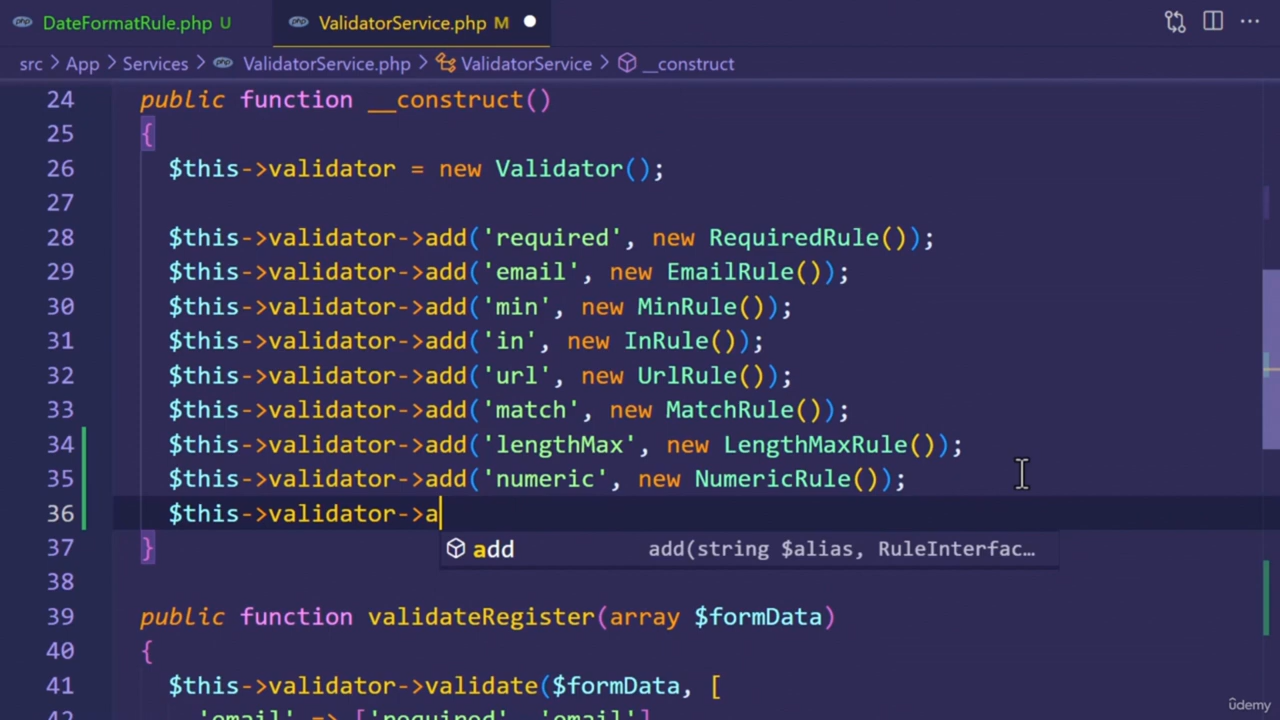 DateFormatRule.php U ValidatorService.php M
src > App > Services > ValidatorService.php > ValidatorService > __construct
24 public function __construct()
25 {
26 $this->validator = new Validator();
27
28 $this->validator->add('required', new RequiredRule());
29 $this->validator->add('email', new EmailRule());
30 $this->validator->add('min', new MinRule());
31 $this->validator->add('in', new InRule());
32 $this->validator->add('url', new UrlRule());
33 $this->validator->add('match', new MatchRule());
34 $this->validator->add('lengthMax', new LengthMaxRule());
35 $this->validator->add('numeric', new NumericRule());
36 $this->validator->a
add add(string $alias, RuleInterfac…
37 }
38
39 public function validateRegister(array $formData)
40 {
41 $this->validator->validate($formData, [
42 'email' => ['required', 'email']
ûdemy